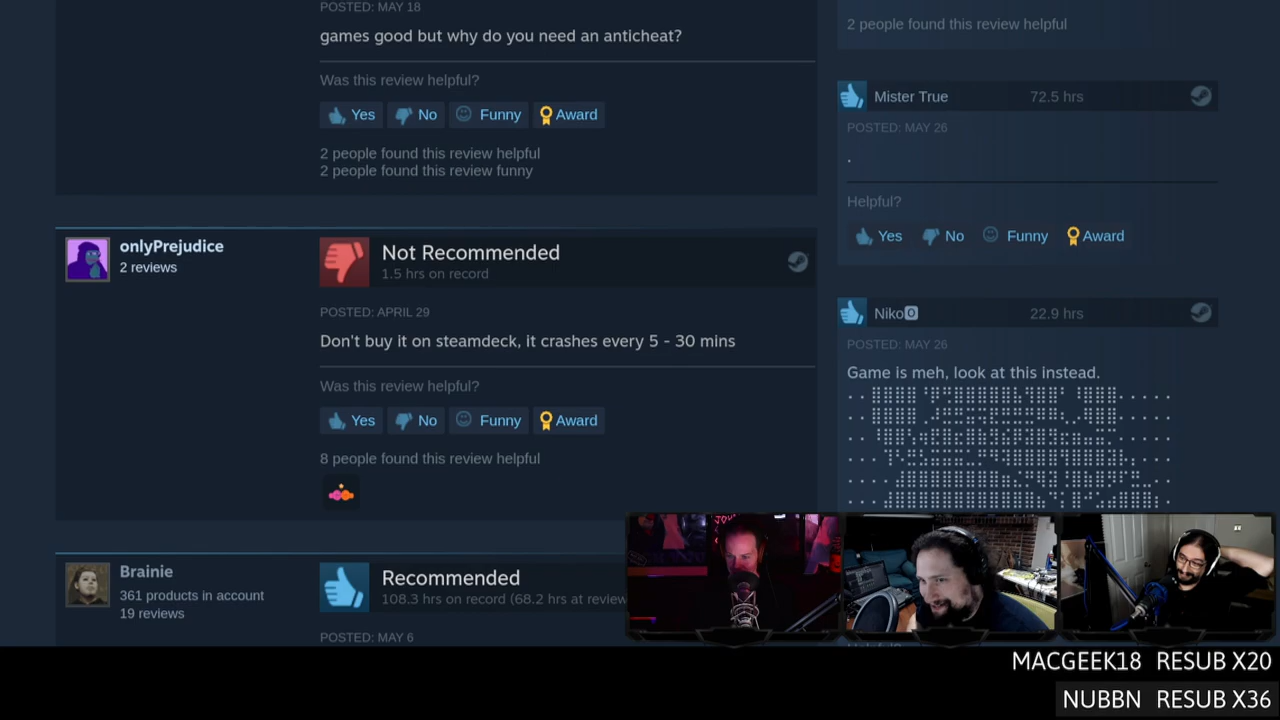 POSTED: MAY 18
games good but why do you need an anticheat?
Was this review helpful?
Yes No Funny Award
2 people found this review helpful
2 people found this review funny
onlyPrejudice
2 reviews
Not Recommended
1.5 hrs on record
POSTED: APRIL 29
Don't buy it on steamdeck, it crashes every 5 - 30 mins
Was this review helpful?
Yes No Funny Award
8 people found this review helpful
Brainie
361 products in account
19 reviews
Recommended
108.3 hrs on record (68.2 hrs at review
POSTED: MAY 6
2 people found this review helpful
Mister True 72.5 hrs
POSTED: MAY 26
.
Helpful?
Yes No Funny Award
Niko🅾 22.9 hrs
POSTED: MAY 26
Game is meh, look at this instead.
MACGEEK18 RESUB X20
NUBBN RESUB X36